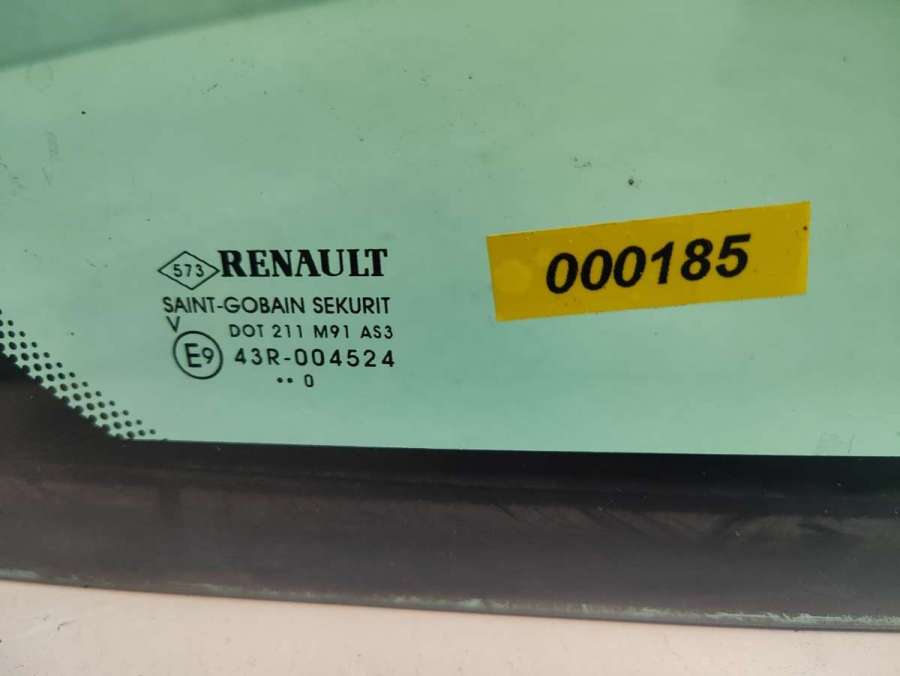 573 RENAULT
SAINT-GOBAIN SEKURIT
V
DOT 211 M91 AS3
E9 43R-004524
•• 0
000185